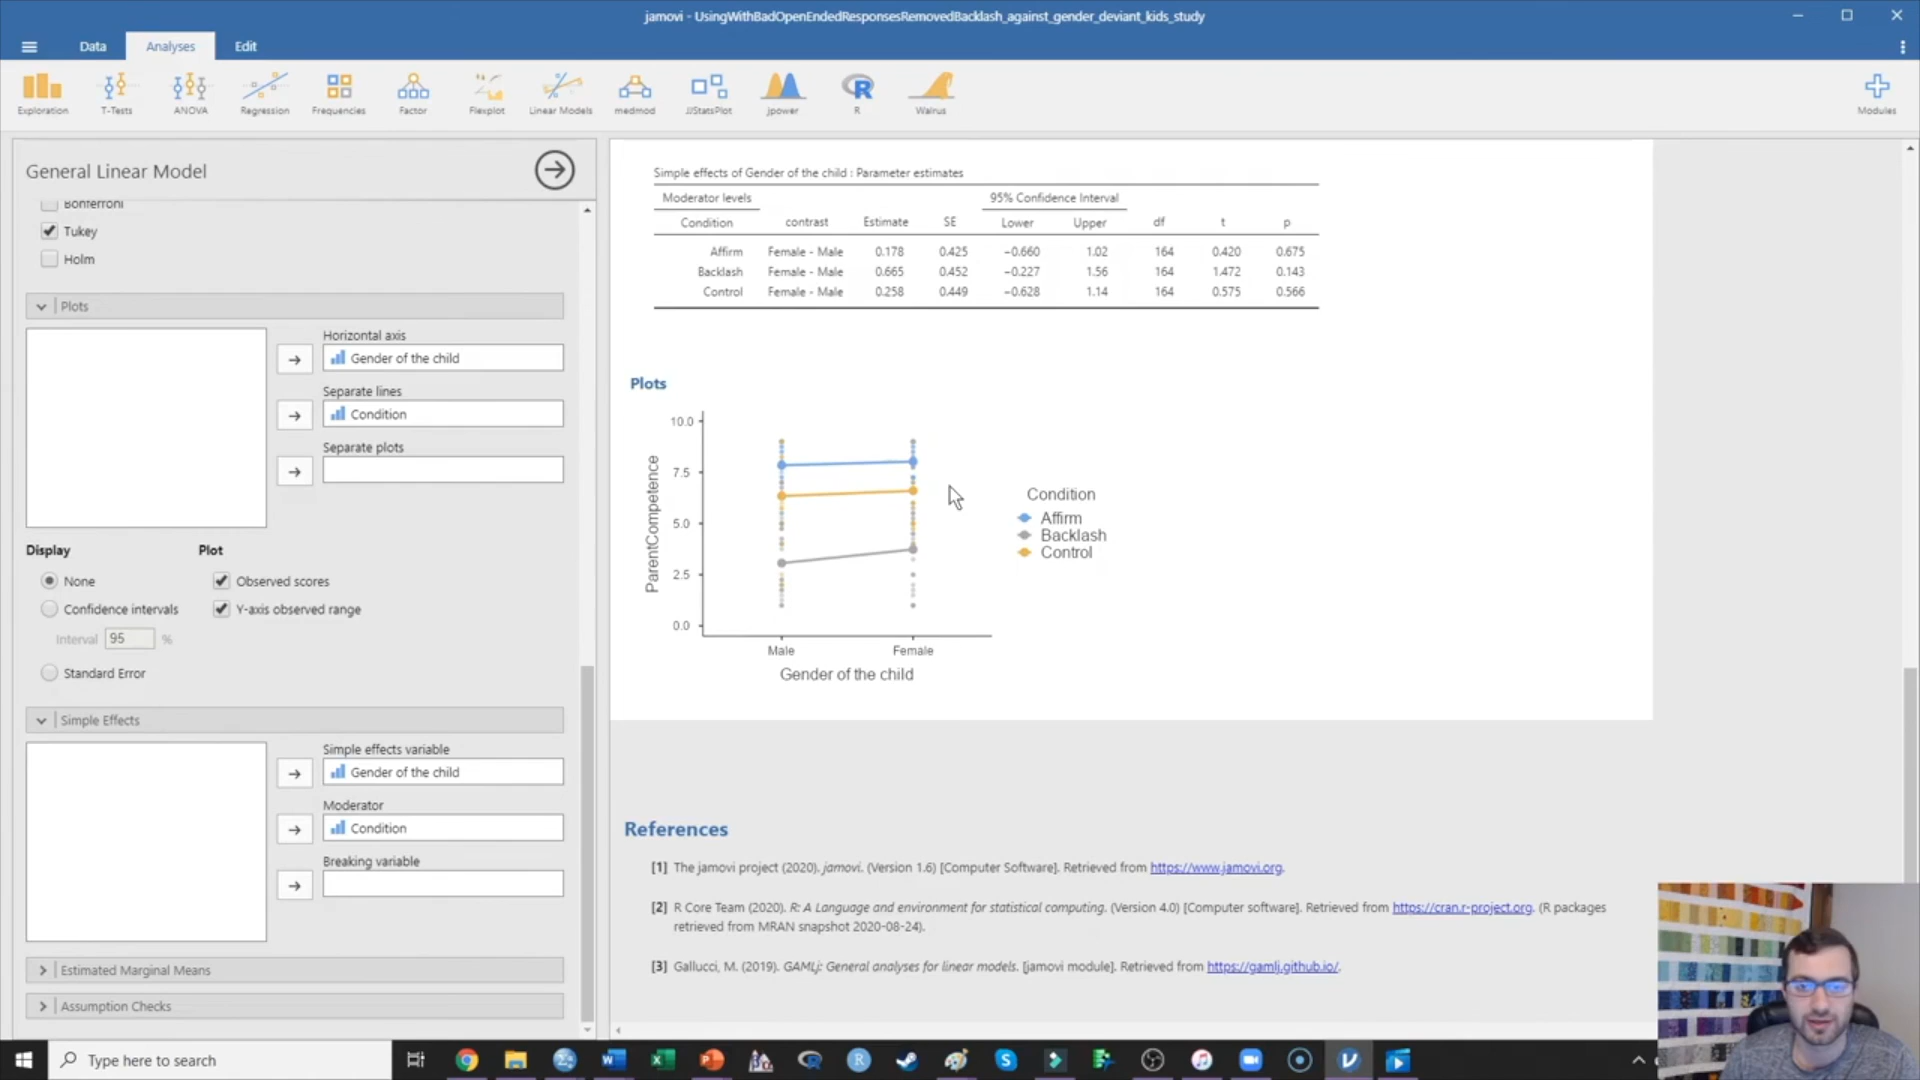 jamovi - UsingWithBadOpenEndedResponsesRemovedBacklash_against_gender_deviant_kids_study
Data Analyses Edit
Exploration T-Tests ANOVA Regression Frequencies Factor Flexplot Linear Models medmod JJStatsPlot jpower R Walrus Modules
General Linear Model
Bonferroni
Tukey
Holm
Plots
Horizontal axis
Gender of the child
Separate lines
Condition
Separate plots
Display Plot
None Observed scores
Confidence intervals Y-axis observed range
Interval 95 %
Standard Error
Simple Effects
Simple effects variable
Gender of the child
Moderator
Condition
Breaking variable
Estimated Marginal Means
Assumption Checks
Simple effects of Gender of the child : Parameter estimates
Moderator levels 95% Confidence Interval
Condition contrast Estimate SE Lower Upper df t p
Affirm Female - Male 0.178 0.425 −0.660 1.02 164 0.420 0.675
Backlash Female - Male 0.665 0.452 −0.227 1.56 164 1.472 0.143
Control Female - Male 0.258 0.449 −0.628 1.14 164 0.575 0.566
Plots
10.0
7.5
5.0
2.5
0.0
ParentCompetence
Male Female
Gender of the child
Condition
Affirm
Backlash
Control
References
[1] The jamovi project (2020). jamovi. (Version 1.6) [Computer Software]. Retrieved from https://www.jamovi.org.
[2] R Core Team (2020). R: A Language and environment for statistical computing. (Version 4.0) [Computer software]. Retrieved from https://cran.r-project.org. (R packages
retrieved from MRAN snapshot 2020-08-24).
[3] Gallucci, M. (2019). GAMLj: General analyses for linear models. [jamovi module]. Retrieved from https://gamlj.github.io/.
Type here to search